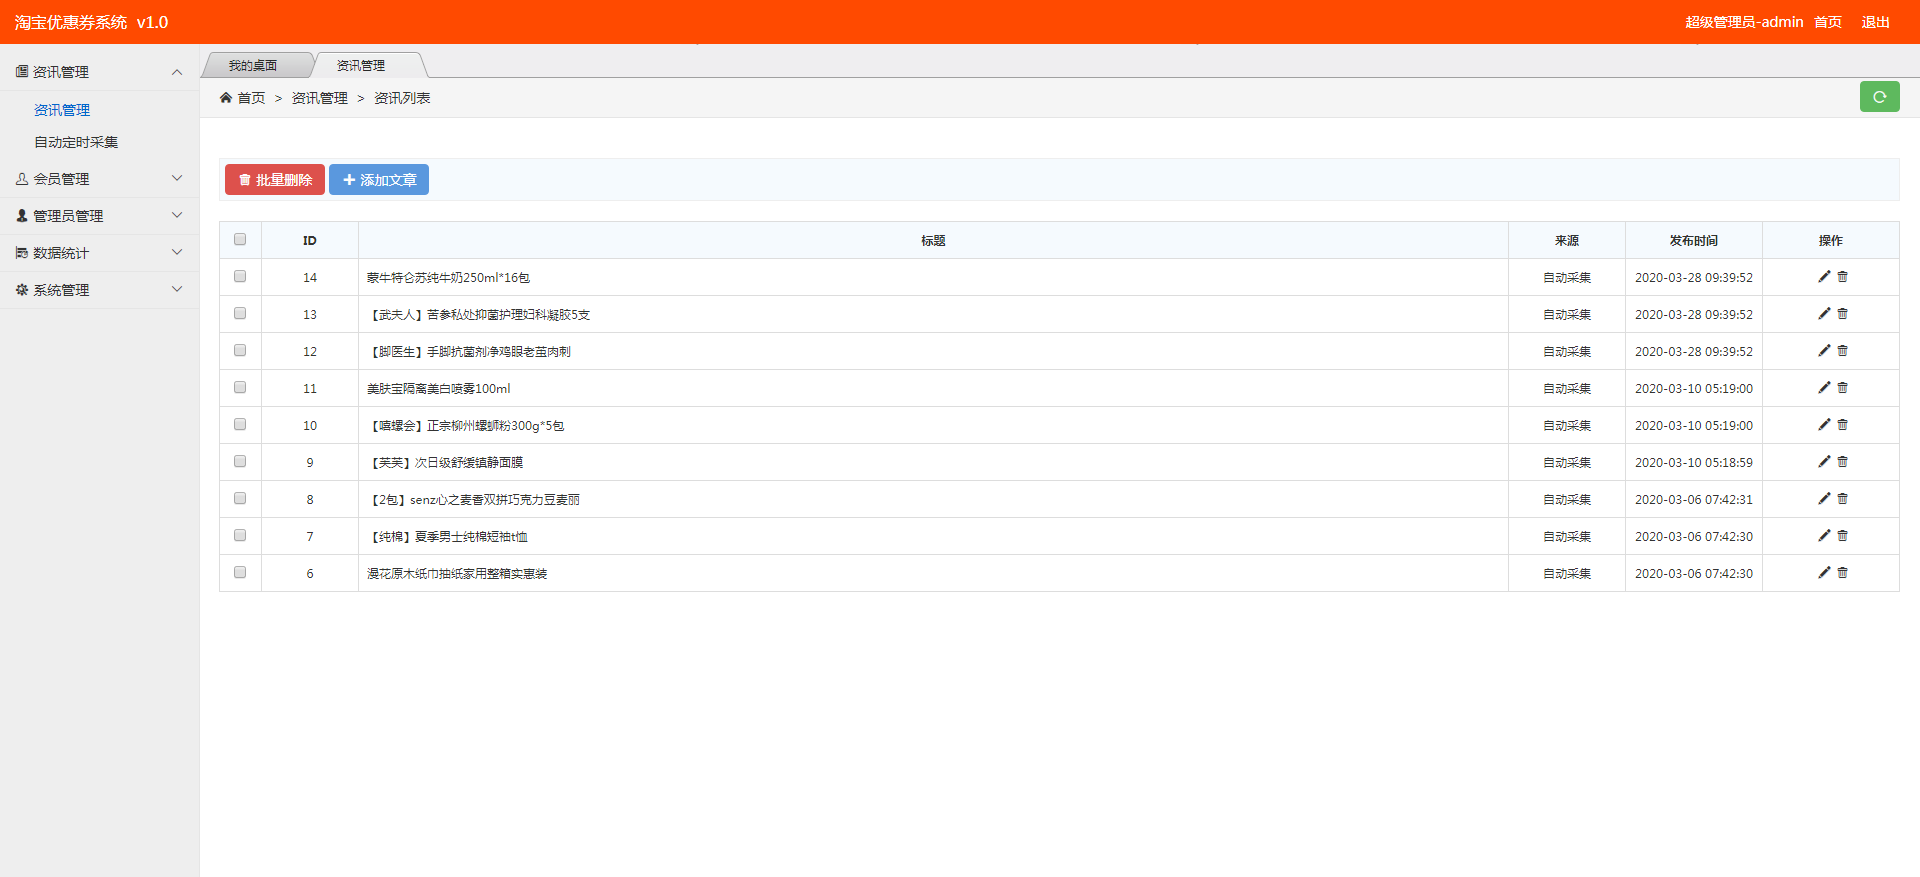 淘宝优惠券系统 v1.0
超级管理员-admin 首页 退出
资讯管理
资讯管理
自动定时采集
会员管理
管理员管理
数据统计
系统管理
我的桌面 资讯管理
首页 > 资讯管理 > 资讯列表
批量删除 添加文章
ID 标题 来源 发布时间 操作
14 蒙牛特仑苏纯牛奶250ml*16包 自动采集 2020-03-28 09:39:52
13 【武夫人】苦参私处抑菌护理妇科凝胶5支 自动采集 2020-03-28 09:39:52
12 【脚医生】手脚抗菌剂净鸡眼老茧肉刺 自动采集 2020-03-28 09:39:52
11 美肤宝隔离美白喷雾100ml 自动采集 2020-03-10 05:19:00
10 【嘻螺会】正宗柳州螺蛳粉300g*5包 自动采集 2020-03-10 05:19:00
9 【芙芙】次日级舒缓镇静面膜 自动采集 2020-03-10 05:18:59
8 【2包】senz心之麦香双拼巧克力豆麦丽 自动采集 2020-03-06 07:42:31
7 【纯棉】夏季男士纯棉短袖t恤 自动采集 2020-03-06 07:42:30
6 漫花原木纸巾抽纸家用整箱实惠装 自动采集 2020-03-06 07:42:30